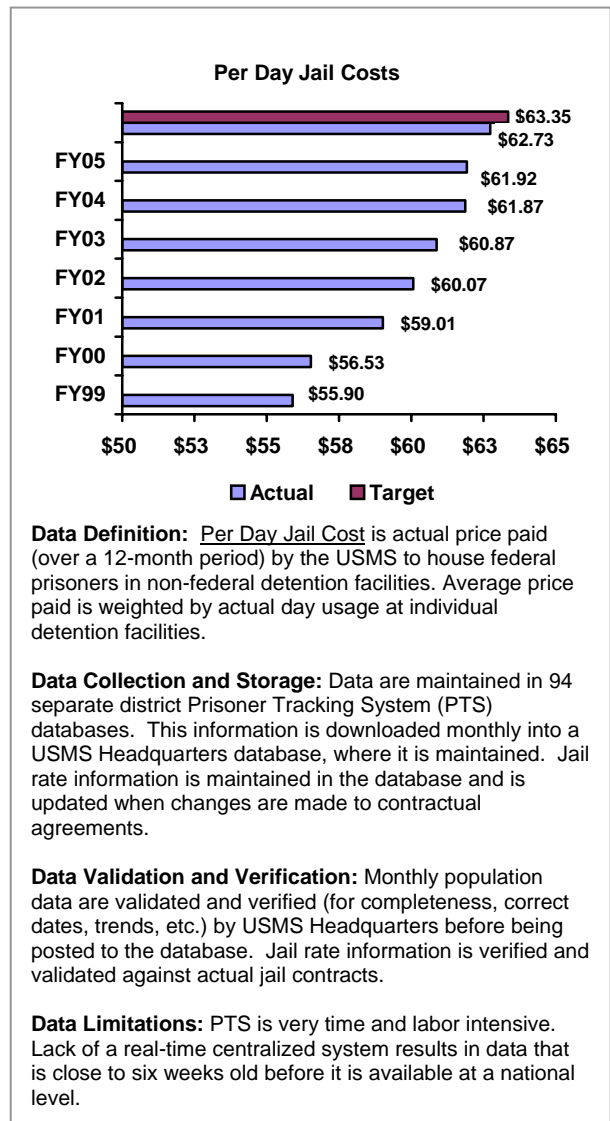 Per Day Jail Costs
$63.35
$62.73
FY05
$61.92
FY04
$61.87
FY03
$60.87
FY02
$60.07
FY01
$59.01
FY00
$56.53
FY99
$55.90
$50 $53 $55 $58 $60 $63 $65
Actual Target
Data Definition: Per Day Jail Cost is actual price paid
(over a 12-month period) by the USMS to house federal
prisoners in non-federal detention facilities. Average price
paid is weighted by actual day usage at individual
detention facilities.
Data Collection and Storage: Data are maintained in 94
separate district Prisoner Tracking System (PTS)
databases. This information is downloaded monthly into a
USMS Headquarters database, where it is maintained. Jail
rate information is maintained in the database and is
updated when changes are made to contractual
agreements.
Data Validation and Verification: Monthly population
data are validated and verified (for completeness, correct
dates, trends, etc.) by USMS Headquarters before being
posted to the database. Jail rate information is verified and
validated against actual jail contracts.
Data Limitations: PTS is very time and labor intensive.
Lack of a real-time centralized system results in data that
is close to six weeks old before it is available at a national
level.